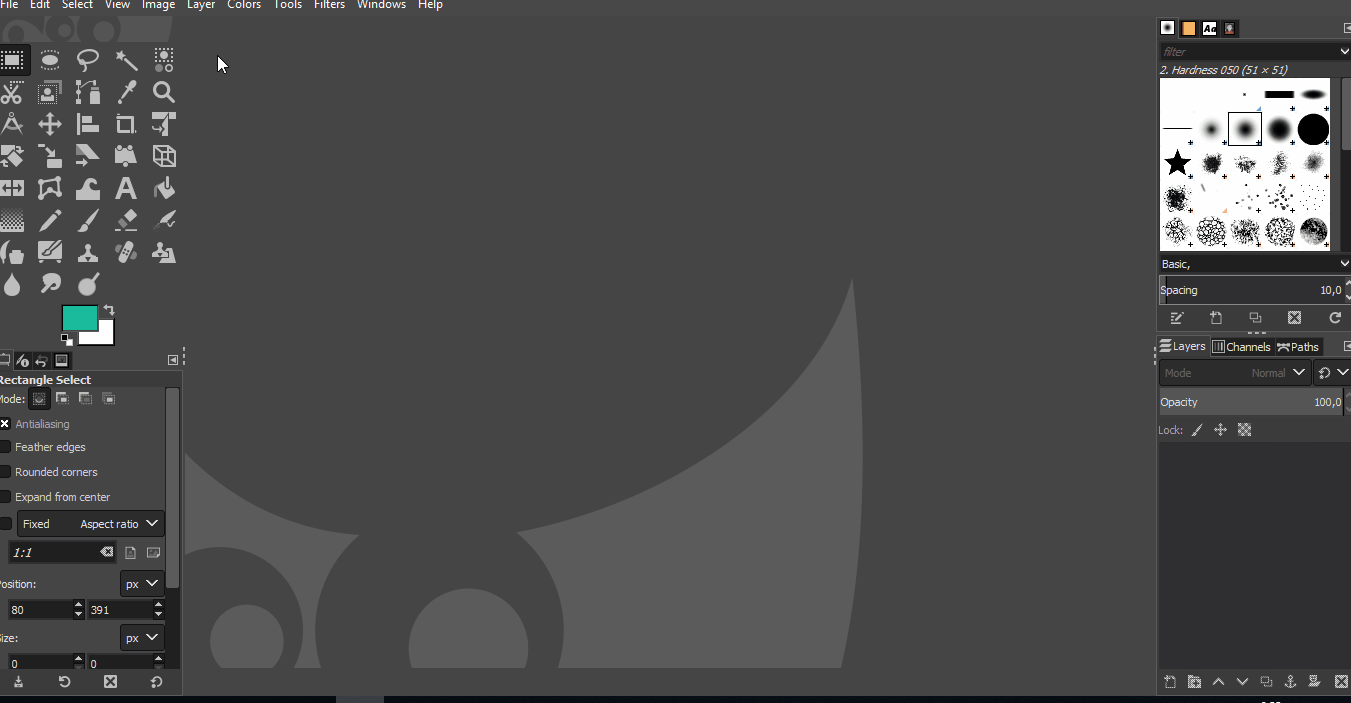 File Edit Select View Image Layer Colors Tools Filters Windows Help
Aa
filter
2. Hardness 050 (51 × 51)
Basic,
Spacing 10,0
Layers Channels Paths
Mode Normal
Opacity 100,0
Lock:
Rectangle Select
Mode:
Antialiasing
Feather edges
Rounded corners
Expand from center
Fixed Aspect ratio
1:1
Position: px
80 391
Size: px
0 0